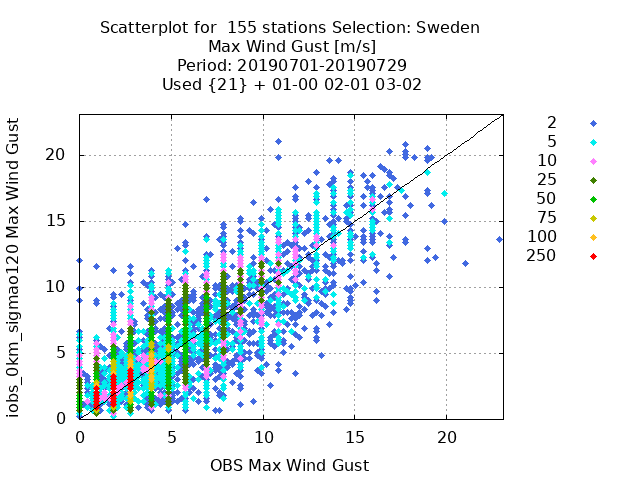 Scatterplot for  155 stations Selection: Sweden
Max Wind Gust [m/s]
Period: 20190701-20190729
Used {21} + 01-00 02-01 03-02
iobs_0km_sigmao120 Max Wind Gust
20
15
10
5
0
0 5 10 15 20
OBS Max Wind Gust
2
5
10
25
50
75
100
250